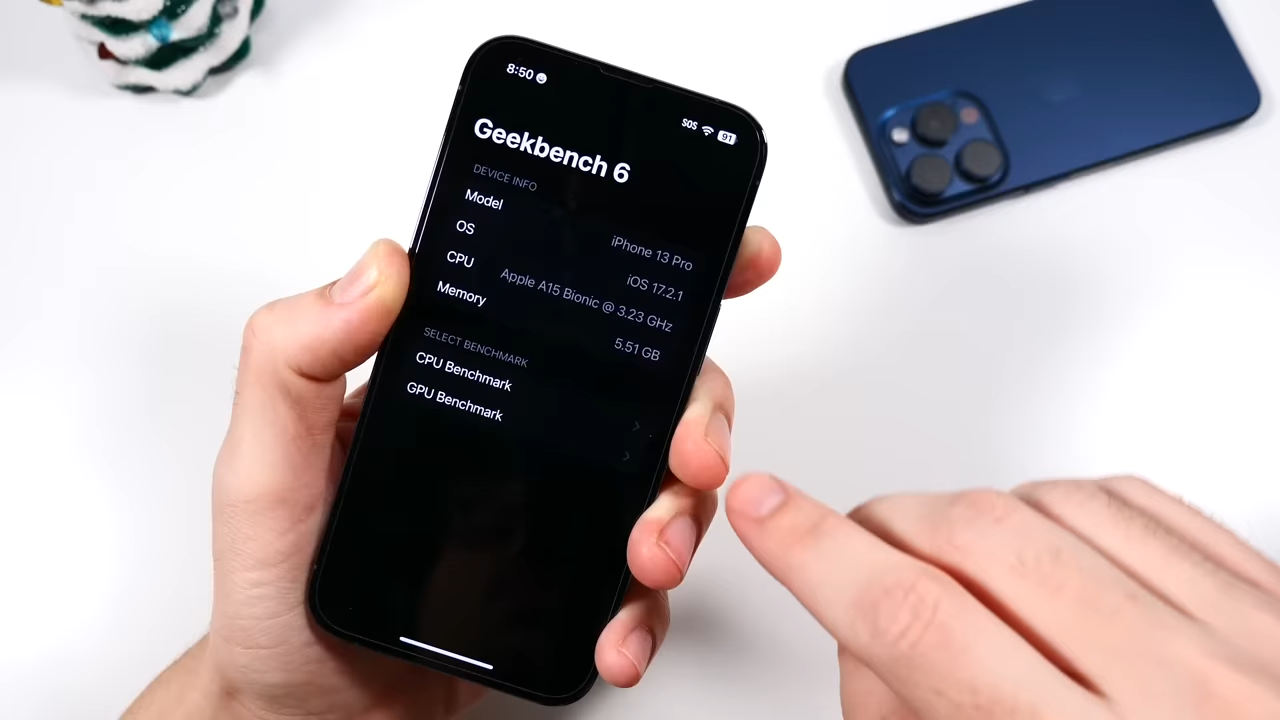 8:50
SOS 91
Geekbench 6
DEVICE INFO
Model iPhone 13 Pro
OS iOS 17.2.1
CPU Apple A15 Bionic @ 3.23 GHz
Memory 5.51 GB
SELECT BENCHMARK
CPU Benchmark
GPU Benchmark